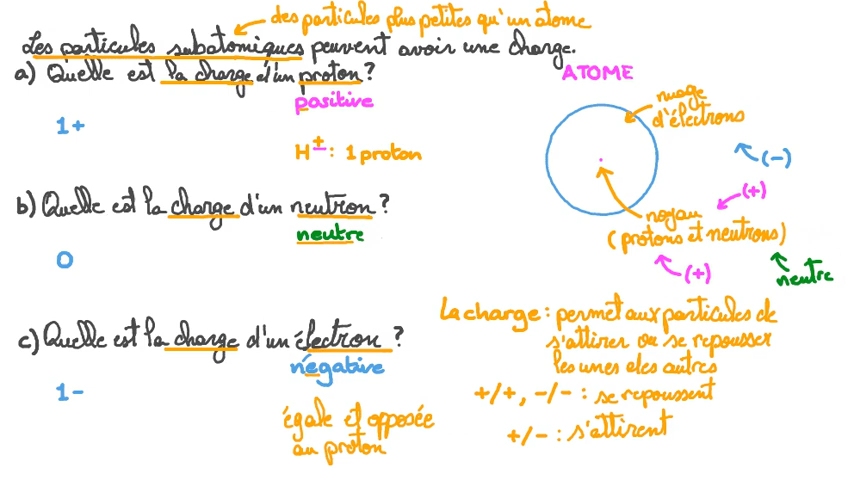 des particules plus petites qu'un atome
Les particules subatomiques peuvent avoir une charge.
a) Quelle est la charge d'un proton ?
positive
1+
H+ : 1 proton
b) Quelle est la charge d'un neutron ?
neutre
0
c) Quelle est la charge d'un électron ?
négative
1-
égale et opposée
au proton
ATOME
nuage
d'électrons
(-)
(+)
noyau
(protons et neutrons)
(+)
neutre
La charge : permet aux particules de
s'attirer ou se repousser
les unes des autres
+/+, -/- : se repoussent
+/- : s'attirent